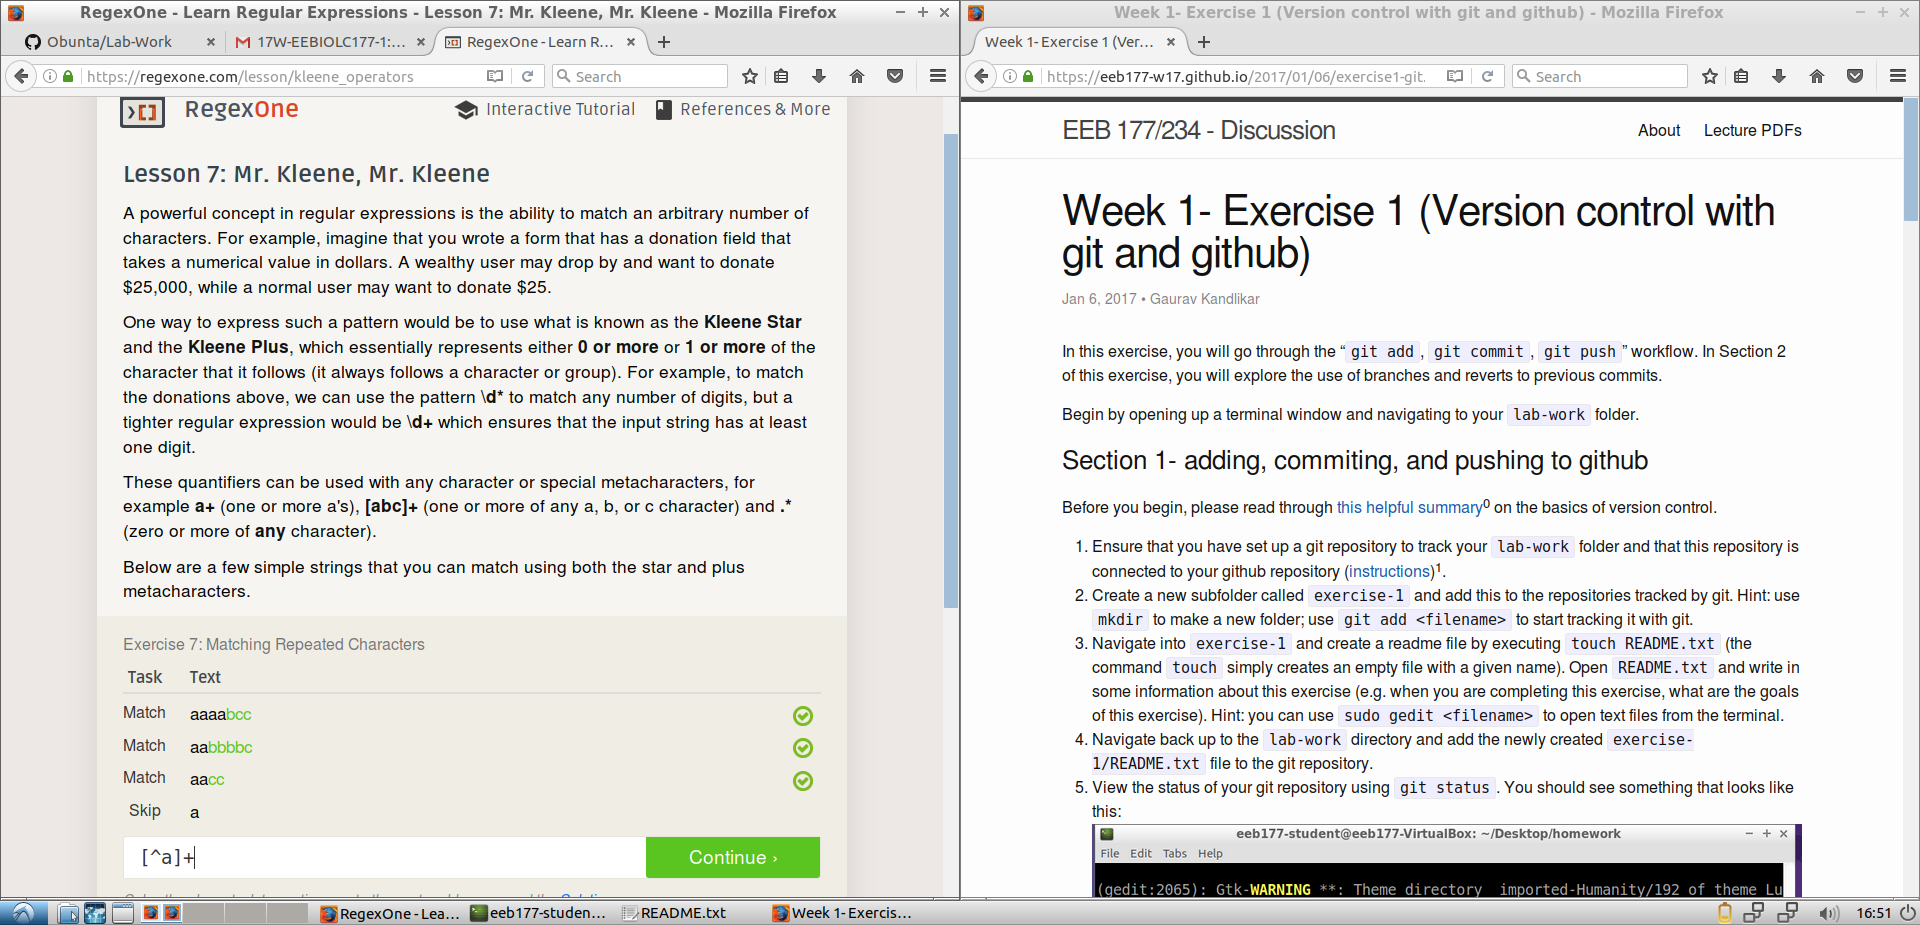 RegexOne - Learn Regular Expressions - Lesson 7: Mr. Kleene, Mr. Kleene - Mozilla Firefox
Obunta/Lab-Work
17W-EEBIOLC177-1:...
RegexOne - Learn R...
https://regexone.com/lesson/kleene_operators
Search
RegexOne
Interactive Tutorial
References & More
Lesson 7: Mr. Kleene, Mr. Kleene
A powerful concept in regular expressions is the ability to match an arbitrary number of
characters. For example, imagine that you wrote a form that has a donation field that
takes a numerical value in dollars. A wealthy user may drop by and want to donate
$25,000, while a normal user may want to donate $25.
One way to express such a pattern would be to use what is known as the Kleene Star
and the Kleene Plus, which essentially represents either 0 or more or 1 or more of the
character that it follows (it always follows a character or group). For example, to match
the donations above, we can use the pattern \d* to match any number of digits, but a
tighter regular expression would be \d+ which ensures that the input string has at least
one digit.
These quantifiers can be used with any character or special metacharacters, for
example a+ (one or more a's), [abc]+ (one or more of any a, b, or c character) and .*
(zero or more of any character).
Below are a few simple strings that you can match using both the star and plus
metacharacters.
Exercise 7: Matching Repeated Characters
Task Text
Match aaaabcc
Match aabbbbc
Match aacc
Skip a
[^a]+
Continue ›
Week 1- Exercise 1 (Version control with git and github) - Mozilla Firefox
Week 1- Exercise 1 (Ver...
https://eeb177-w17.github.io/2017/01/06/exercise1-git.
Search
EEB 177/234 - Discussion
About
Lecture PDFs
Week 1- Exercise 1 (Version control with
git and github)
Jan 6, 2017 • Gaurav Kandlikar
In this exercise, you will go through the “git add, git commit, git push” workflow. In Section 2
of this exercise, you will explore the use of branches and reverts to previous commits.
Begin by opening up a terminal window and navigating to your lab-work folder.
Section 1- adding, commiting, and pushing to github
Before you begin, please read through this helpful summary0 on the basics of version control.
1. Ensure that you have set up a git repository to track your lab-work folder and that this repository is
connected to your github repository (instructions)1.
2. Create a new subfolder called exercise-1 and add this to the repositories tracked by git. Hint: use
mkdir to make a new folder; use git add <filename> to start tracking it with git.
3. Navigate into exercise-1 and create a readme file by executing touch README.txt (the
command touch simply creates an empty file with a given name). Open README.txt and write in
some information about this exercise (e.g. when you are completing this exercise, what are the goals
of this exercise). Hint: you can use sudo gedit <filename> to open text files from the terminal.
4. Navigate back up to the lab-work directory and add the newly created exercise-
1/README.txt file to the git repository.
5. View the status of your git repository using git status. You should see something that looks like
this:
eeb177-student@eeb177-VirtualBox: ~/Desktop/homework
File Edit Tabs Help
(gedit:2065): Gtk-WARNING **: Theme directory imported-Humanity/192 of theme Lu
RegexOne - Lea...
eeb177-studen...
README.txt
Week 1- Exercis...
16:51